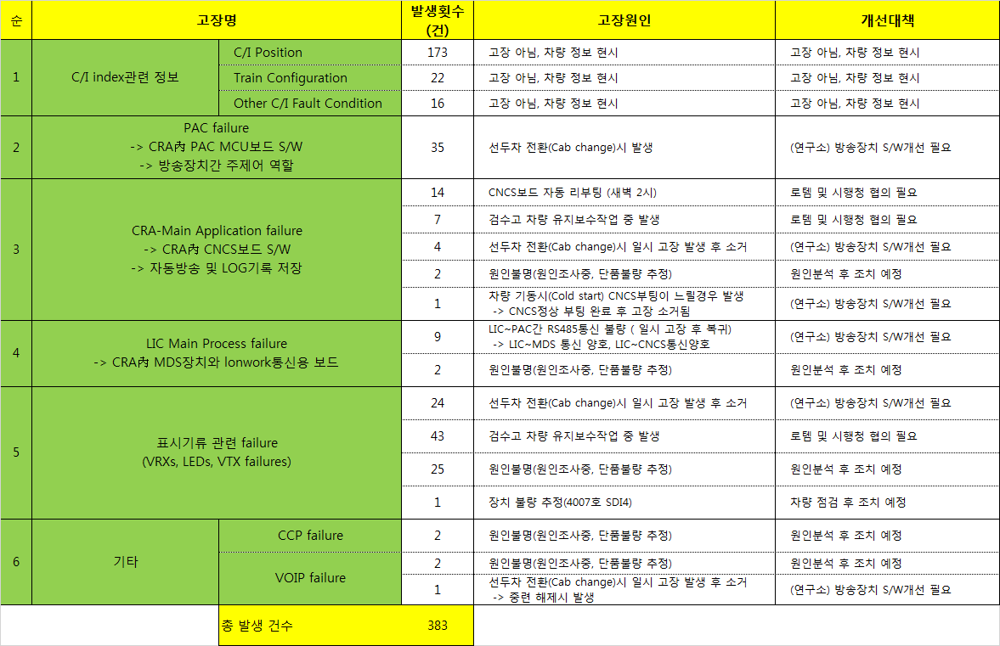 순 고장명 발생횟수 (건) 고장원인 개선대책
1 C/I index관련 정보 C/I Position 173 고장 아님, 차량 정보 현시 고장 아님, 차량 정보 현시
Train Configuration 22 고장 아님, 차량 정보 현시 고장 아님, 차량 정보 현시
Other C/I Fault Condition 16 고장 아님, 차량 정보 현시 고장 아님, 차량 정보 현시
2 PAC failure
-> CRA內 PAC MCU보드 S/W
-> 방송장치간 주제어 역할
35 선두차 전환(Cab change)시 발생 (연구소) 방송장치 S/W개선 필요
3 CRA-Main Application failure
-> CRA內 CNCS보드 S/W
-> 자동방송 및 LOG기록 저장
14 CNCS보드 자동 리부팅 (새벽 2시) 로템 및 시행청 협의 필요
7 검수고 차량 유지보수작업 중 발생 로템 및 시행청 협의 필요
4 선두차 전환(Cab change)시 일시 고장 발생 후 소거 (연구소) 방송장치 S/W개선 필요
2 원인불명(원인조사중, 단품불량 추정) 원인분석 후 조치 예정
1 차량 기동시(Cold start) CNCS부팅이 느릴경우 발생
-> CNCS정상 부팅 완료 후 고장 소거됨
(연구소) 방송장치 S/W개선 필요
4 LIC Main Process failure
-> CRA內 MDS장치와 lonwork통신용 보드
9 LIC~PAC간 RS485통신 불량 ( 일시 고장 후 복귀)
-> LIC~MDS 통신 양호, LIC~CNCS통신양호
(연구소) 방송장치 S/W개선 필요
2 원인불명(원인조사중, 단품불량 추정) 원인분석 후 조치 예정
5 표시기류 관련 failure
(VRXs, LEDs, VTX failures)
24 선두차 전환(Cab change)시 일시 고장 발생 후 소거 (연구소) 방송장치 S/W개선 필요
43 검수고 차량 유지보수작업 중 발생 로템 및 시행청 협의 필요
25 원인불명(원인조사중, 단품불량 추정) 원인분석 후 조치 예정
1 장치 불량 추정(4007호 SDI4) 차량 점검 후 조치 예정
6 기타 CCP failure 2 원인불명(원인조사중, 단품불량 추정) 원인분석 후 조치 예정
VOIP failure 2 원인불명(원인조사중, 단품불량 추정) 원인분석 후 조치 예정
1 선두차 전환(Cab change)시 일시 고장 발생 후 소거
-> 중련 해제시 발생
(연구소) 방송장치 S/W개선 필요
총 발생 건수 383